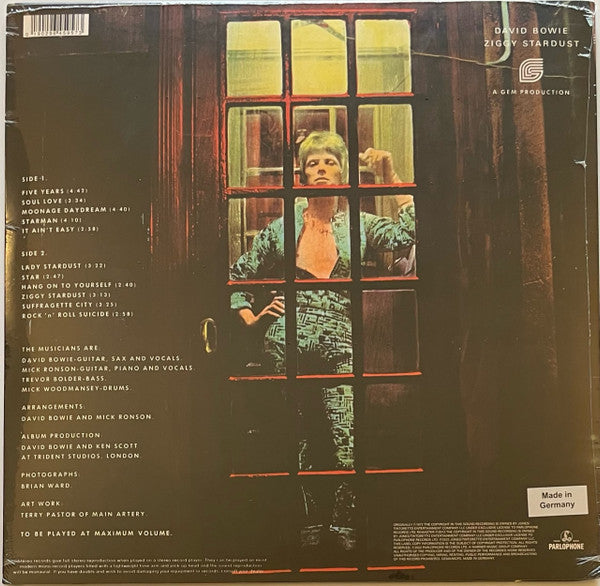 DAVID BOWIE
ZIGGY STARDUST
A GEM PRODUCTION
SIDE-1.
FIVE YEARS (4:42)
SOUL LOVE (3:36)
MOONAGE DAYDREAM (4:40)
STARMAN (4:10)
IT AIN'T EASY (2:58)
SIDE 2.
LADY STARDUST (3:22)
STAR (2:47)
HANG ON TO YOURSELF (2:40)
ZIGGY STARDUST (3:13)
SUFFRAGETTE CITY (3:25)
ROCK 'n' ROLL SUICIDE (2:58)
THE MUSICIANS ARE:
DAVID BOWIE-GUITAR, SAX AND VOCALS.
MICK RONSON-GUITAR, PIANO AND VOCALS.
TREVOR BOLDER-BASS.
MICK WOODMANSEY-DRUMS.
ARRANGEMENTS
DAVID BOWIE AND MICK RONSON.
ALBUM PRODUCTION
DAVID BOWIE AND KEN SCOTT
AT TRIDENT STUDIOS, LONDON.
PHOTOGRAPHS:
BRIAN WARD.
ART WORK:
TERRY PASTOR OF MAIN ARTERY.
TO BE PLAYED AT MAXIMUM VOLUME.
Made in
Germany
PARLOPHONE